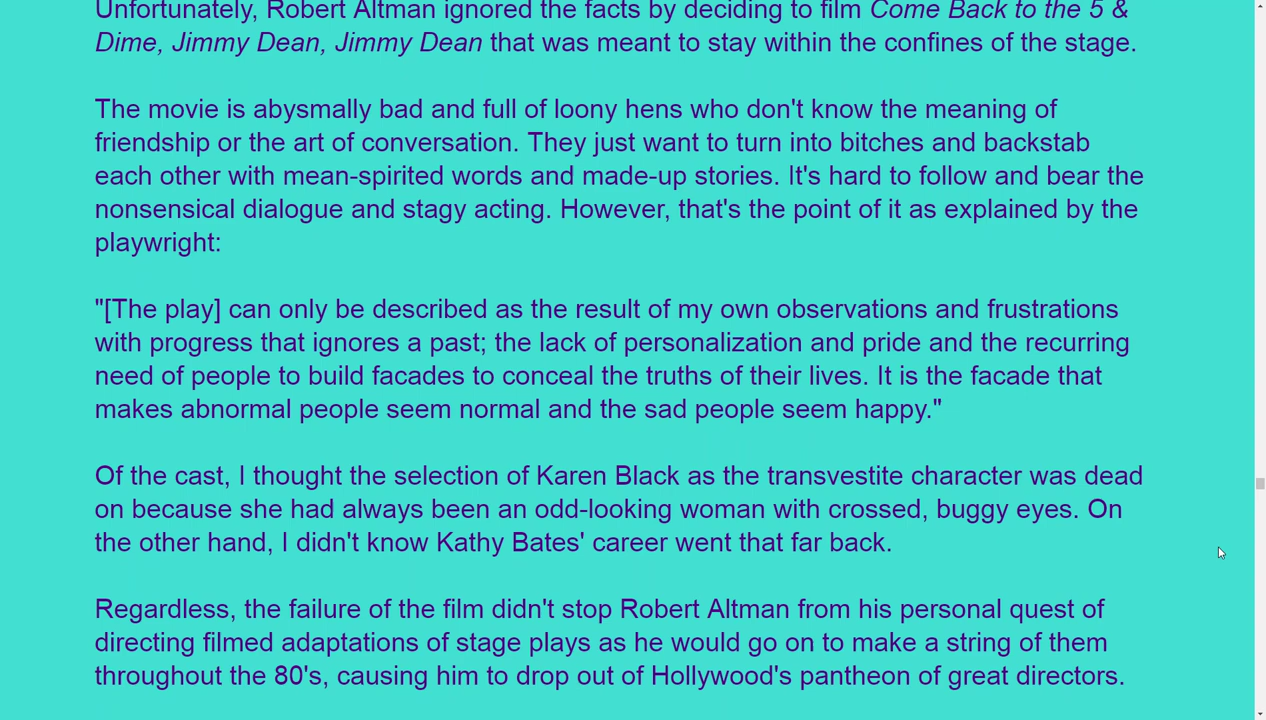 Unfortunately, Robert Altman ignored the facts by deciding to film Come Back to the 5 &
Dime, Jimmy Dean, Jimmy Dean that was meant to stay within the confines of the stage.
The movie is abysmally bad and full of loony hens who don't know the meaning of
friendship or the art of conversation. They just want to turn into bitches and backstab
each other with mean-spirited words and made-up stories. It's hard to follow and bear the
nonsensical dialogue and stagy acting. However, that's the point of it as explained by the
playwright:
"[The play] can only be described as the result of my own observations and frustrations
with progress that ignores a past; the lack of personalization and pride and the recurring
need of people to build facades to conceal the truths of their lives. It is the facade that
makes abnormal people seem normal and the sad people seem happy."
Of the cast, I thought the selection of Karen Black as the transvestite character was dead
on because she had always been an odd-looking woman with crossed, buggy eyes. On
the other hand, I didn't know Kathy Bates' career went that far back.
Regardless, the failure of the film didn't stop Robert Altman from his personal quest of
directing filmed adaptations of stage plays as he would go on to make a string of them
throughout the 80's, causing him to drop out of Hollywood's pantheon of great directors.